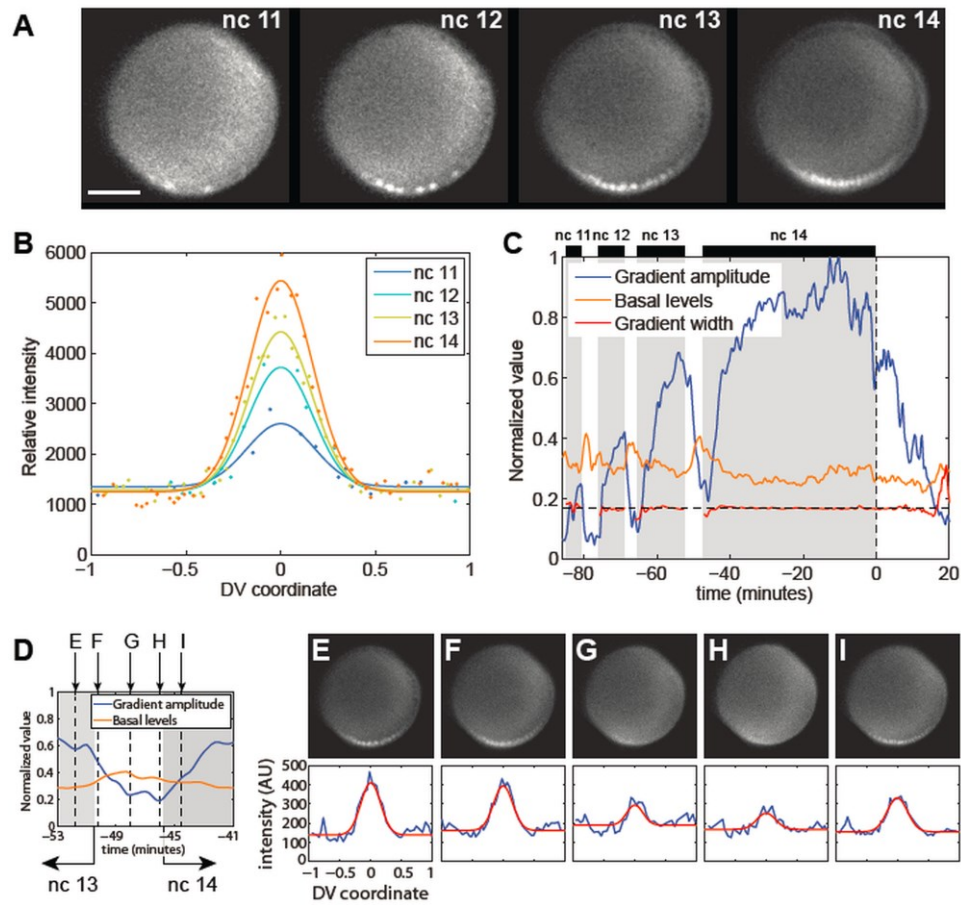 A
nc 11
nc 12
nc 13
nc 14
B
6000
5000
4000
3000
2000
1000
0
Relative intensity
−1
−0.5
0
0.5
1
DV coordinate
nc 11
nc 12
nc 13
nc 14
C
nc 11 nc 12 nc 13 nc 14
1
0.8
0.6
0.4
0.2
0
Normalized value
Gradient amplitude
Basal levels
Gradient width
−80 −60 −40 −20 0 20
time (minutes)
D
E F G H I
1
0.8
0.6
0.4
0.2
Normalized value
Gradient amplitude
Basal levels
−53 −49 −45 −41
time (minutes)
nc 13
nc 14
E
F
G
H
I
500
400
300
200
100
0
intensity (AU)
−1 −0.5 0 0.5 1
DV coordinate